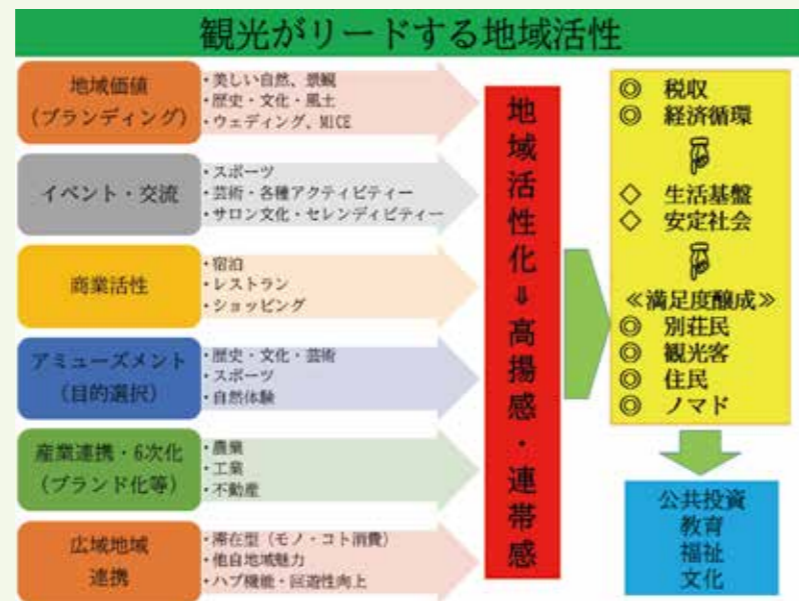 観光がリードする地域活性
地域価値
(ブランディング)
・美しい自然、景観
・歴史・文化・風土
・ウェディング、MICE
イベント・交流
・スポーツ
・芸術・各種アクティビティー
・サロン文化・セレンディピティー
商業活性
・宿泊
・レストラン
・ショッピング
アミューズメント
(目的選択)
・歴史・文化・芸術
・スポーツ
・自然体験
産業連携・6次化
(ブランド化等)
・農業
・工業
・不動産
広域地域
連携
・滞在型(モノ・コト消費)
・他自地域魅力
・ハブ機能・回遊性向上
地域活性化⇓高揚感・連帯感
◎ 税収
◎ 経済循環
◇ 生活基盤
◇ 安定社会
≪満足度醸成≫
◎ 別荘民
◎ 観光客
◎ 住民
◎ ノマド
公共投資
教育
福祉
文化